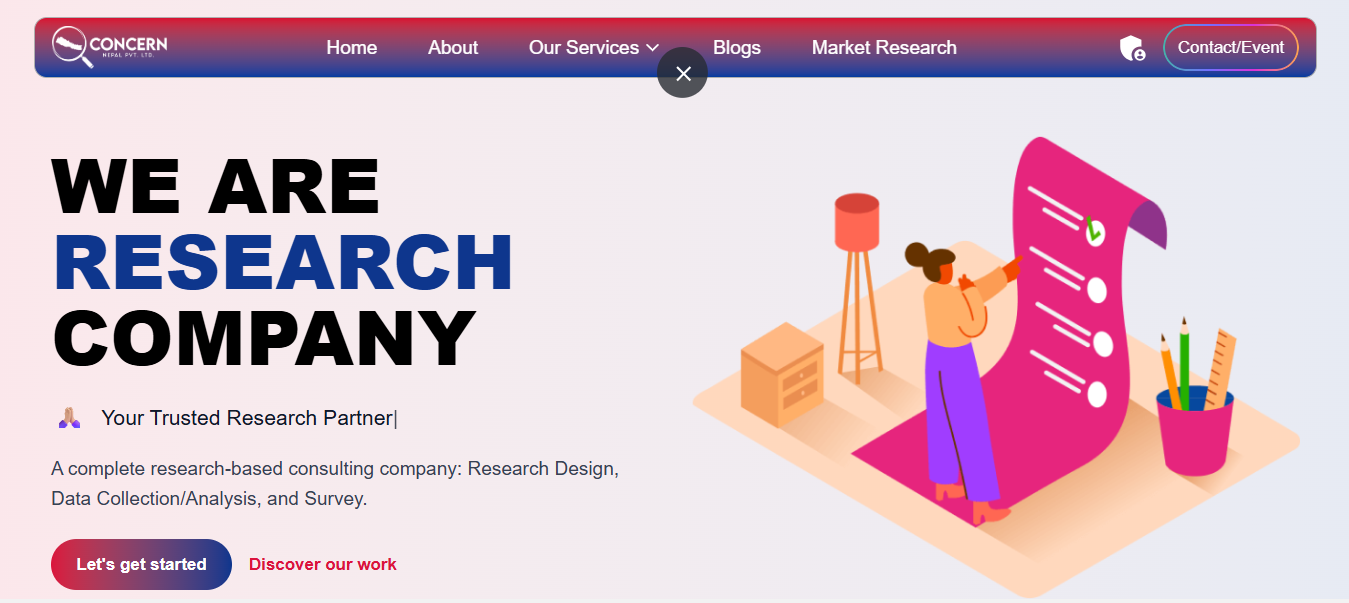 CONCERN
NEPAL PVT. LTD.
Home
About
Our Services
Blogs
Market Research
Contact/Event
WE ARE
RESEARCH
COMPANY
Your Trusted Research Partner|
A complete research-based consulting company: Research Design,
Data Collection/Analysis, and Survey.
Let's get started
Discover our work